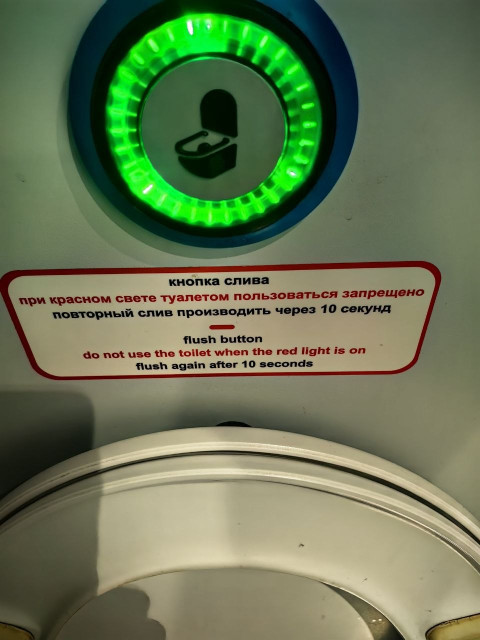 кнопка слива
при красном свете туалетом пользоваться запрещено
повторный слив производить через 10 секунд
flush button
do not use the toilet when the red light is on
flush again after 10 seconds